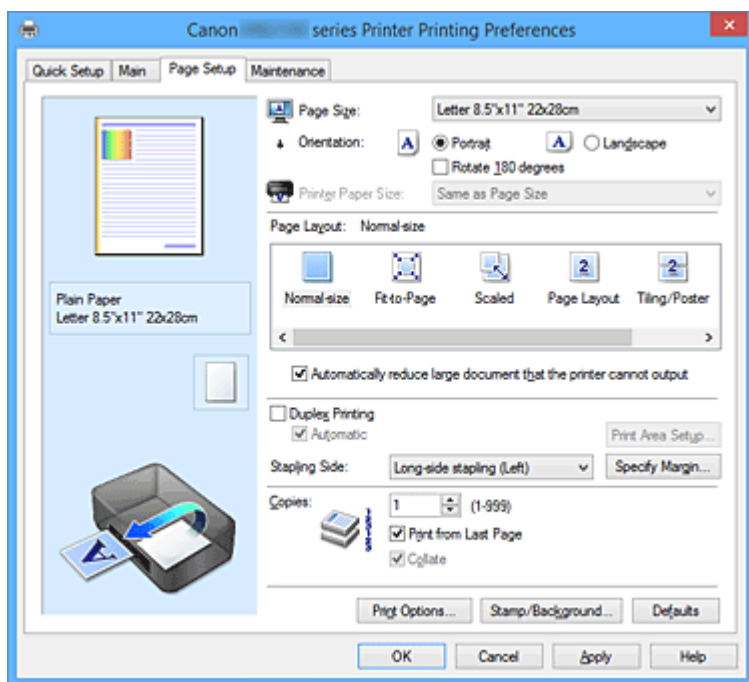 Canon series Printer Printing Preferences
Quick Setup Main Page Setup Maintenance
Page Size: Letter 8.5"x11" 22x28cm
Orientation: A Portrait A Landscape
Rotate 180 degrees
Printer Paper Size: Same as Page Size
Page Layout: Normal-size
2 2
Normal-size Fit-to-Page Scaled Page Layout Tiling/Poster
Plain Paper
Letter 8.5"x11" 22x28cm
Automatically reduce large document that the printer cannot output
Duplex Printing
Automatic
Print Area Setup...
Stapling Side: Long-side stapling (Left) Specify Margin...
Copies: 1 (1-999)
Print from Last Page
Collate
A
Print Options... Stamp/Background... Defaults
OK Cancel Apply Help